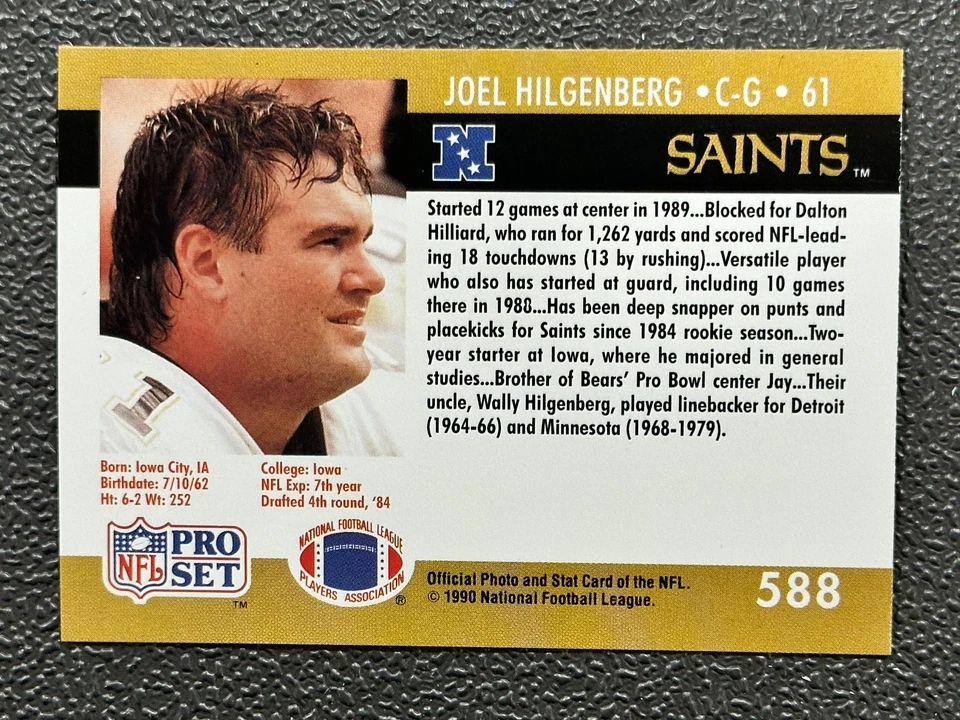 JOEL HILGENBERG • C-G • 61
N
SAINTS™
Started 12 games at center in 1989...Blocked for Dalton
Hilliard, who ran for 1,262 yards and scored NFL-lead-
ing 18 touchdowns (13 by rushing)...Versatile player
who also has started at guard, including 10 games
there in 1988...Has been deep snapper on punts and
placekicks for Saints since 1984 rookie season...Two-
year starter at Iowa, where he majored in general
studies...Brother of Bears' Pro Bowl center Jay...Their
uncle, Wally Hilgenberg, played linebacker for Detroit
(1964-66) and Minnesota (1968-1979).
1
Born: Iowa City, IA
Birthdate: 7/10/62
Ht: 6-2 Wt: 252
College: Iowa
NFL Exp: 7th year
Drafted 4th round, '84
NFL PRO SET™
NATIONAL FOOTBALL LEAGUE
PLAYERS ASSOCIATION®
Official Photo and Stat Card of the NFL.
© 1990 National Football League.
588